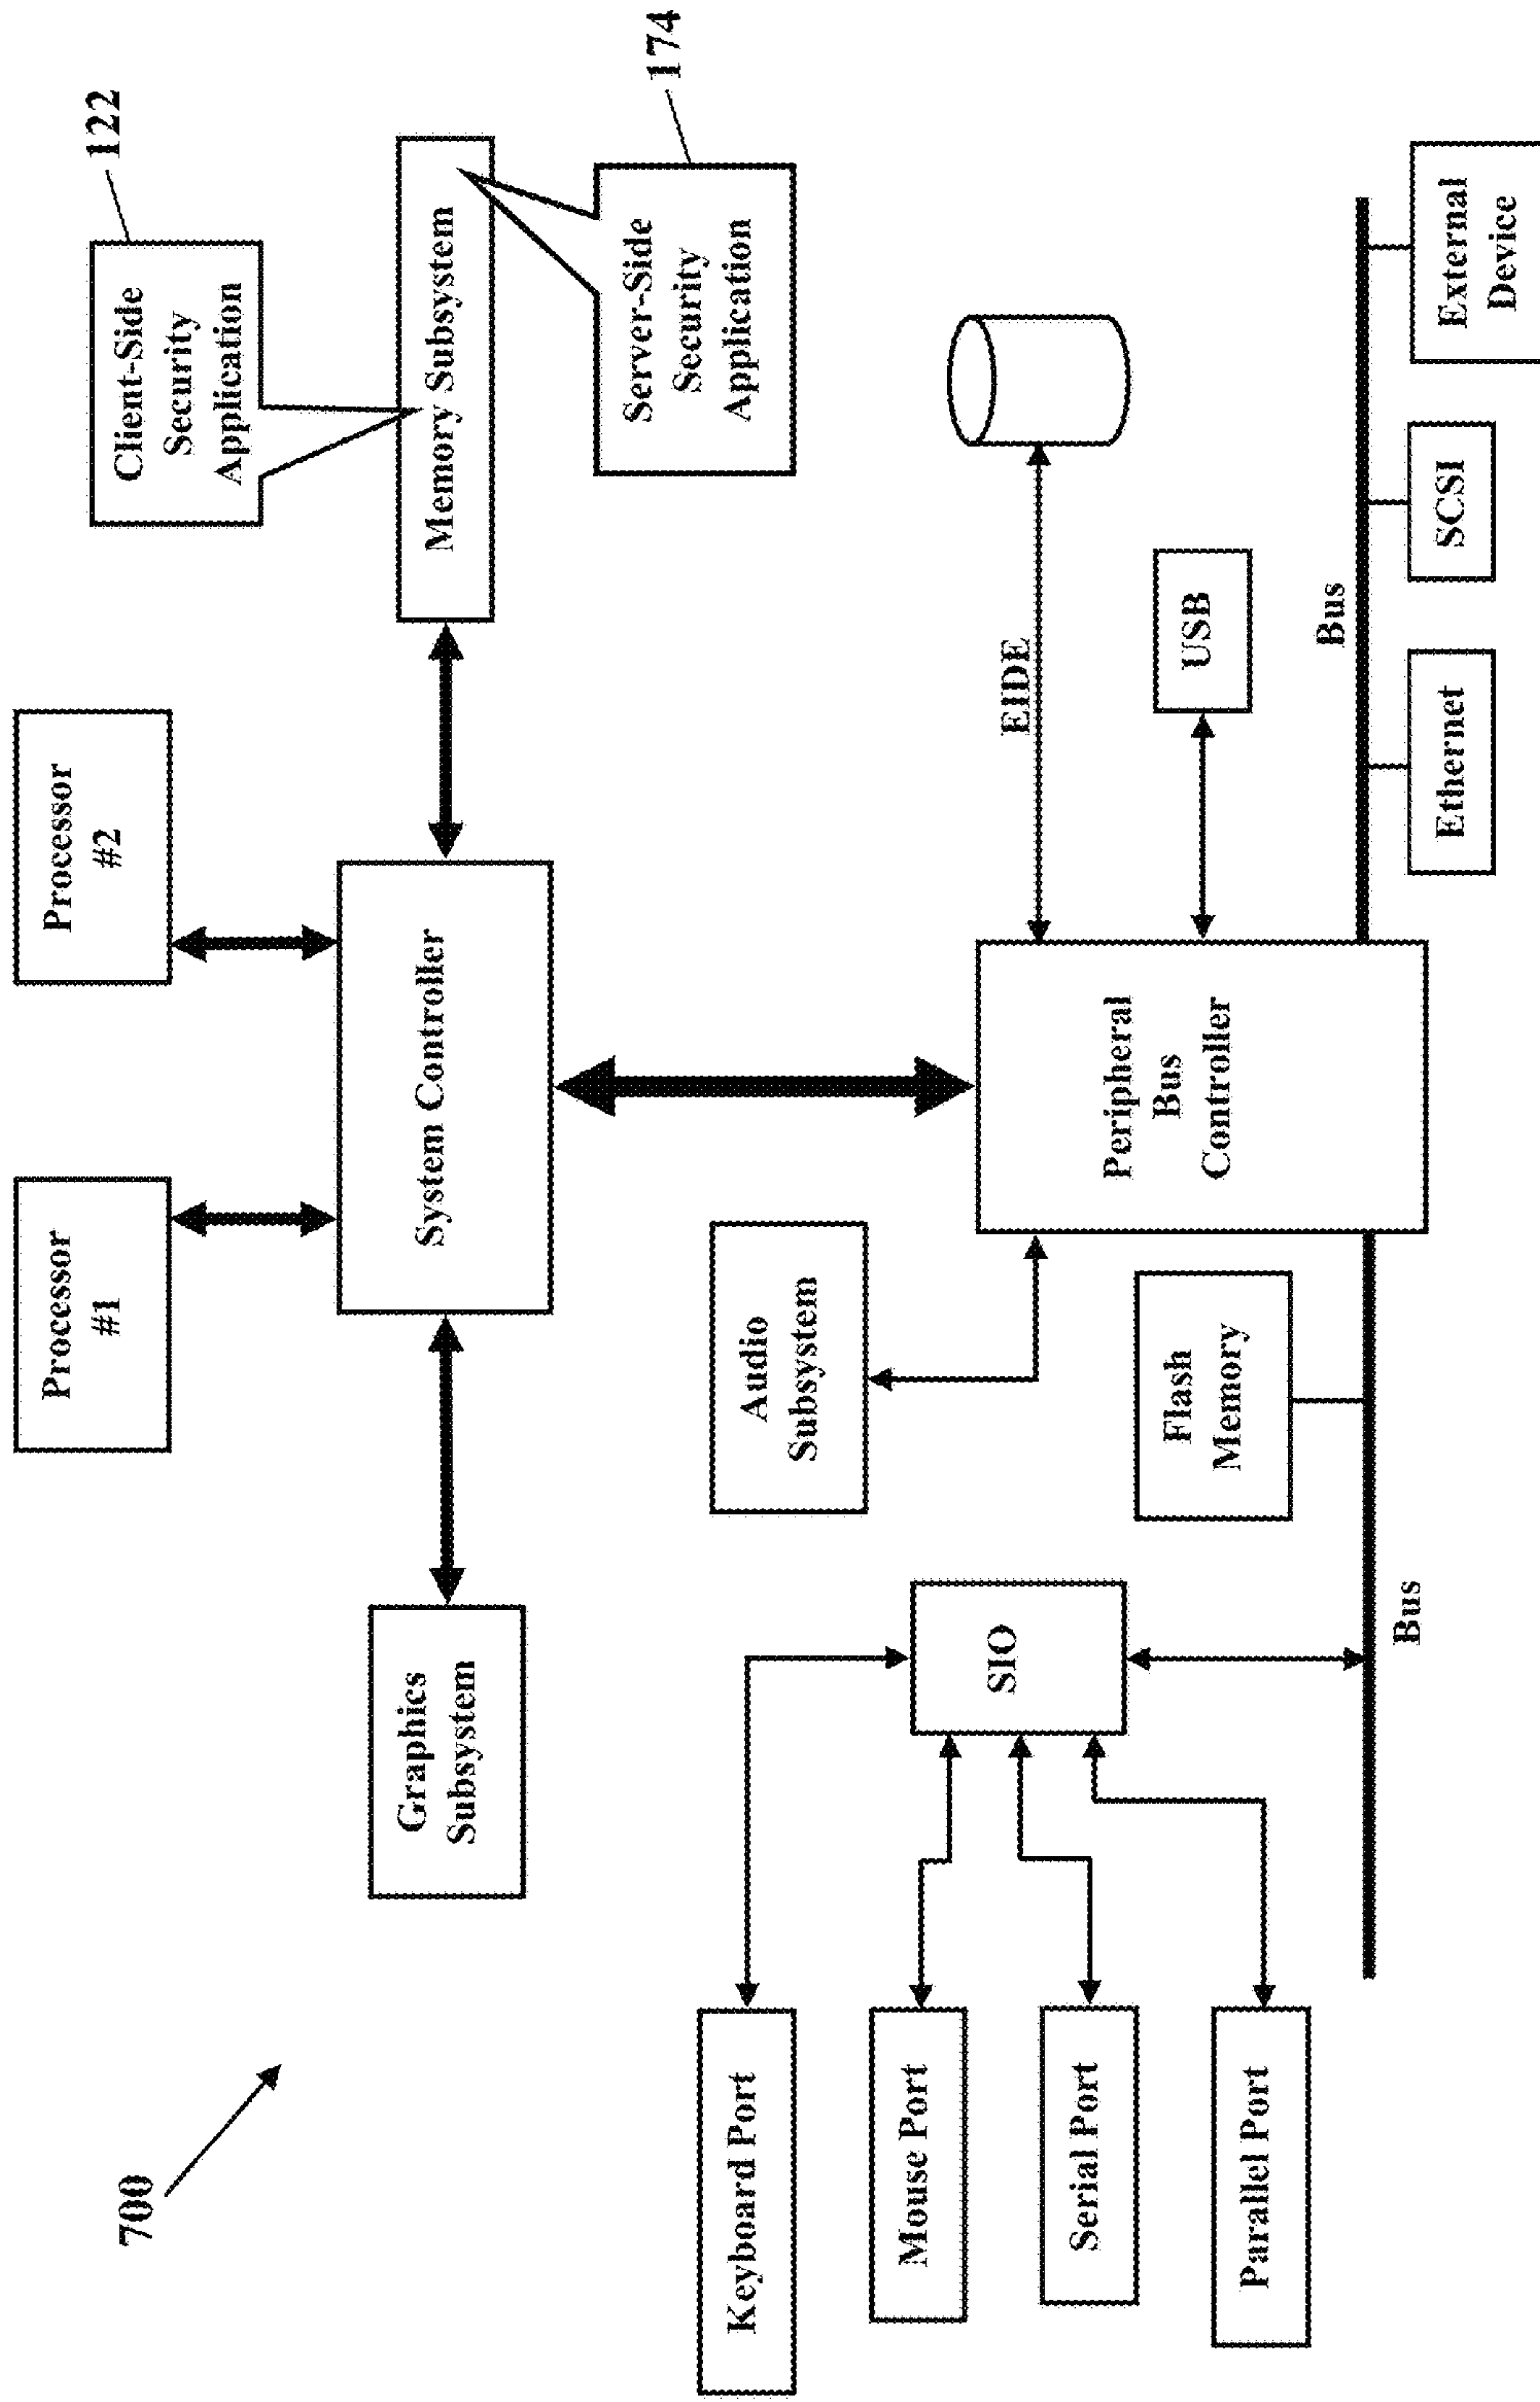 700
Processor
#1
Processor
#2
122
Client-Side
Security
Application
Graphics
Subsystem
System Controller
Memory Subsystem
174
Server-Side
Security
Application
Keyboard Port
Mouse Port
Serial Port
Parallel Port
SIO
Audio
Subsystem
Flash
Memory
Bus
Peripheral
Bus
Controller
EIDE
USB
Bus
Ethernet
SCSI
External
Device